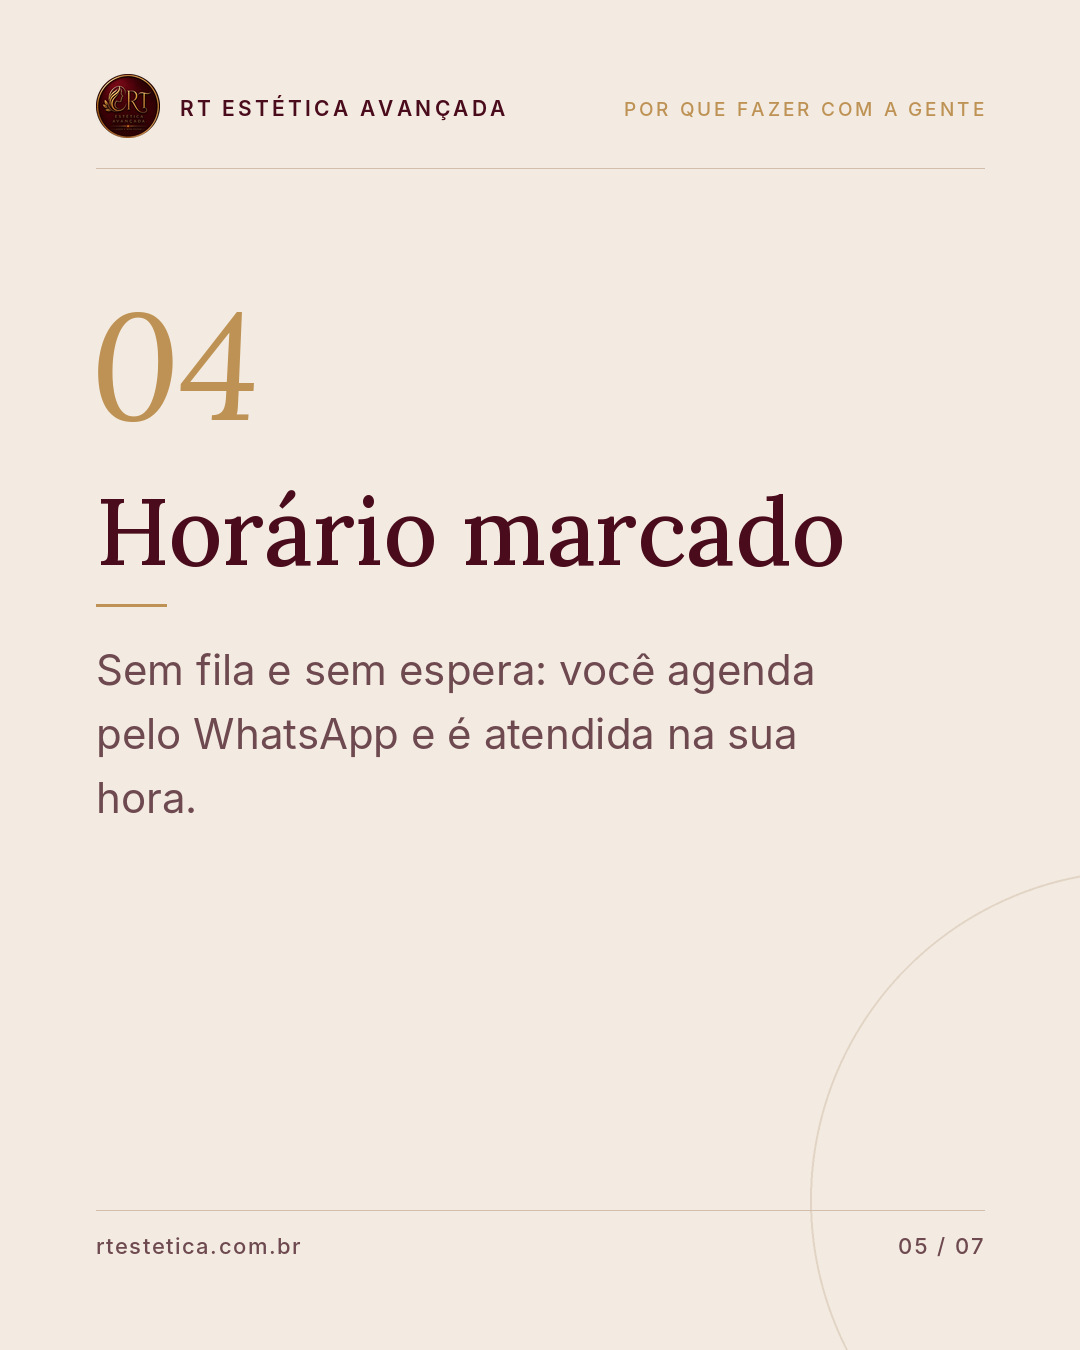 RT ESTÉTICA AVANÇADA
POR QUE FAZER COM A GENTE
04
Horário marcado
Sem fila e sem espera: você agenda
pelo WhatsApp e é atendida na sua
hora.
rtestetica.com.br
05 / 07